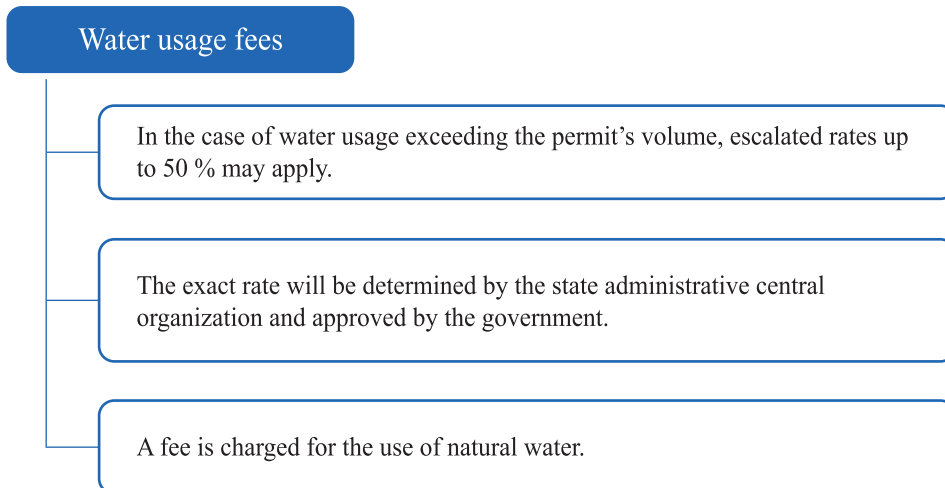 Water usage fees
In the case of water usage exceeding the permit’s volume, escalated rates up
to 50 % may apply.
The exact rate will be determined by the state administrative central
organization and approved by the government.
A fee is charged for the use of natural water.